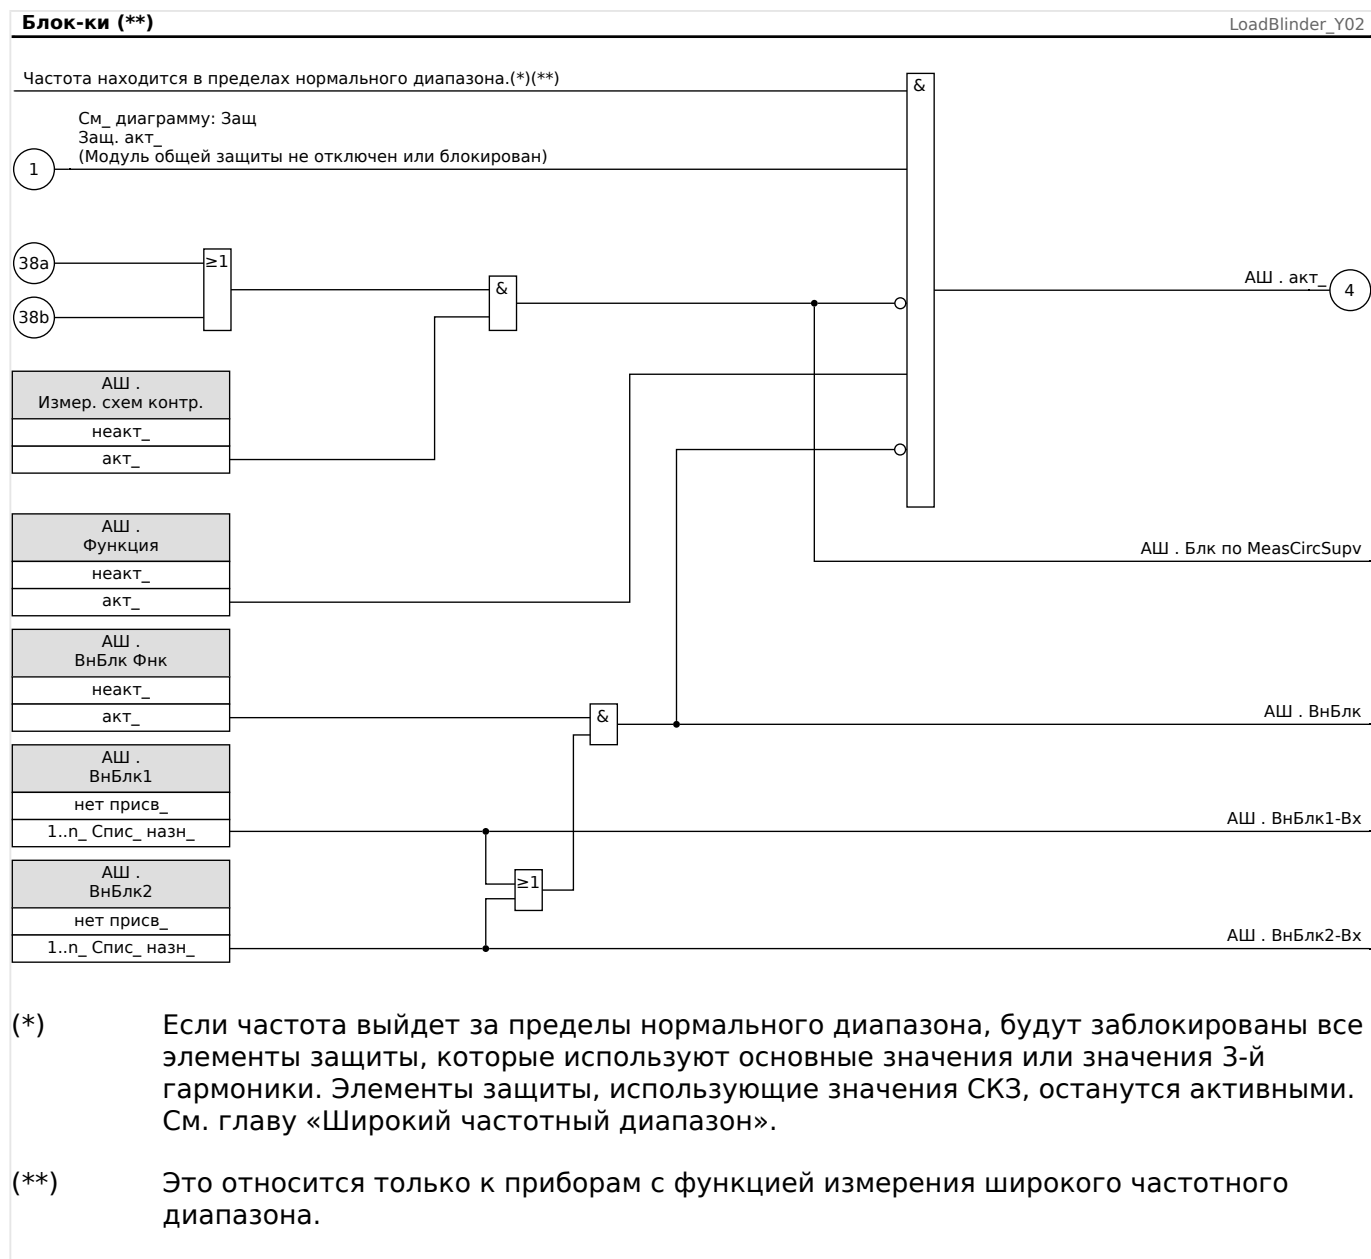 Блок-ки (**)
LoadBlinder_Y02
Частота находится в пределах нормального диапазона.(*)(**)
&
См_ диаграмму: Защ
Защ. акт_
(Модуль общей защиты не отключен или блокирован)
1
38a
≥1
38b
&
АШ . акт_
4
АШ .
Измер. схем контр.
неакт_
акт_
АШ .
Функция
неакт_
акт_
АШ . Блк по MeasCircSupv
АШ .
ВнБлк Фнк
неакт_
акт_
&
АШ . ВнБлк
АШ .
ВнБлк1
нет присв_
1..n_ Спис_ назн_
АШ . ВнБлк1-Вх
АШ .
ВнБлк2
нет присв_
1..n_ Спис_ назн_
≥1
АШ . ВнБлк2-Вх
(*) Если частота выйдет за пределы нормального диапазона, будут заблокированы все
элементы защиты, которые используют основные значения или значения 3-й
гармоники. Элементы защиты, использующие значения СКЗ, останутся активными.
См. главу «Широкий частотный диапазон».
(**) Это относится только к приборам с функцией измерения широкого частотного
диапазона.